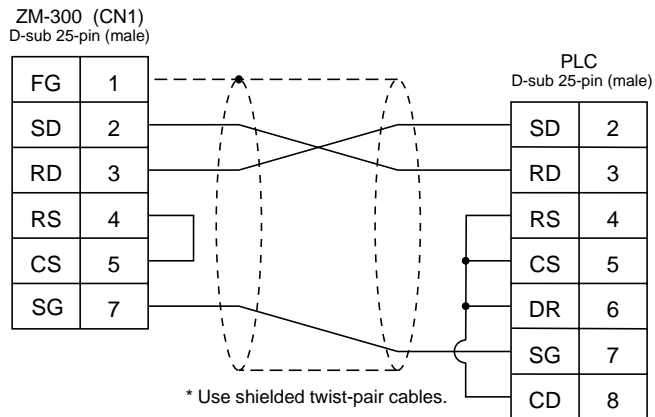 ZM-300 (CN1)
D-sub 25-pin (male)
FG 1
SD 2
RD 3
RS 4
CS 5
SG 7
PLC
D-sub 25-pin (male)
SD 2
RD 3
RS 4
CS 5
DR 6
SG 7
CD 8
* Use shielded twist-pair cables.